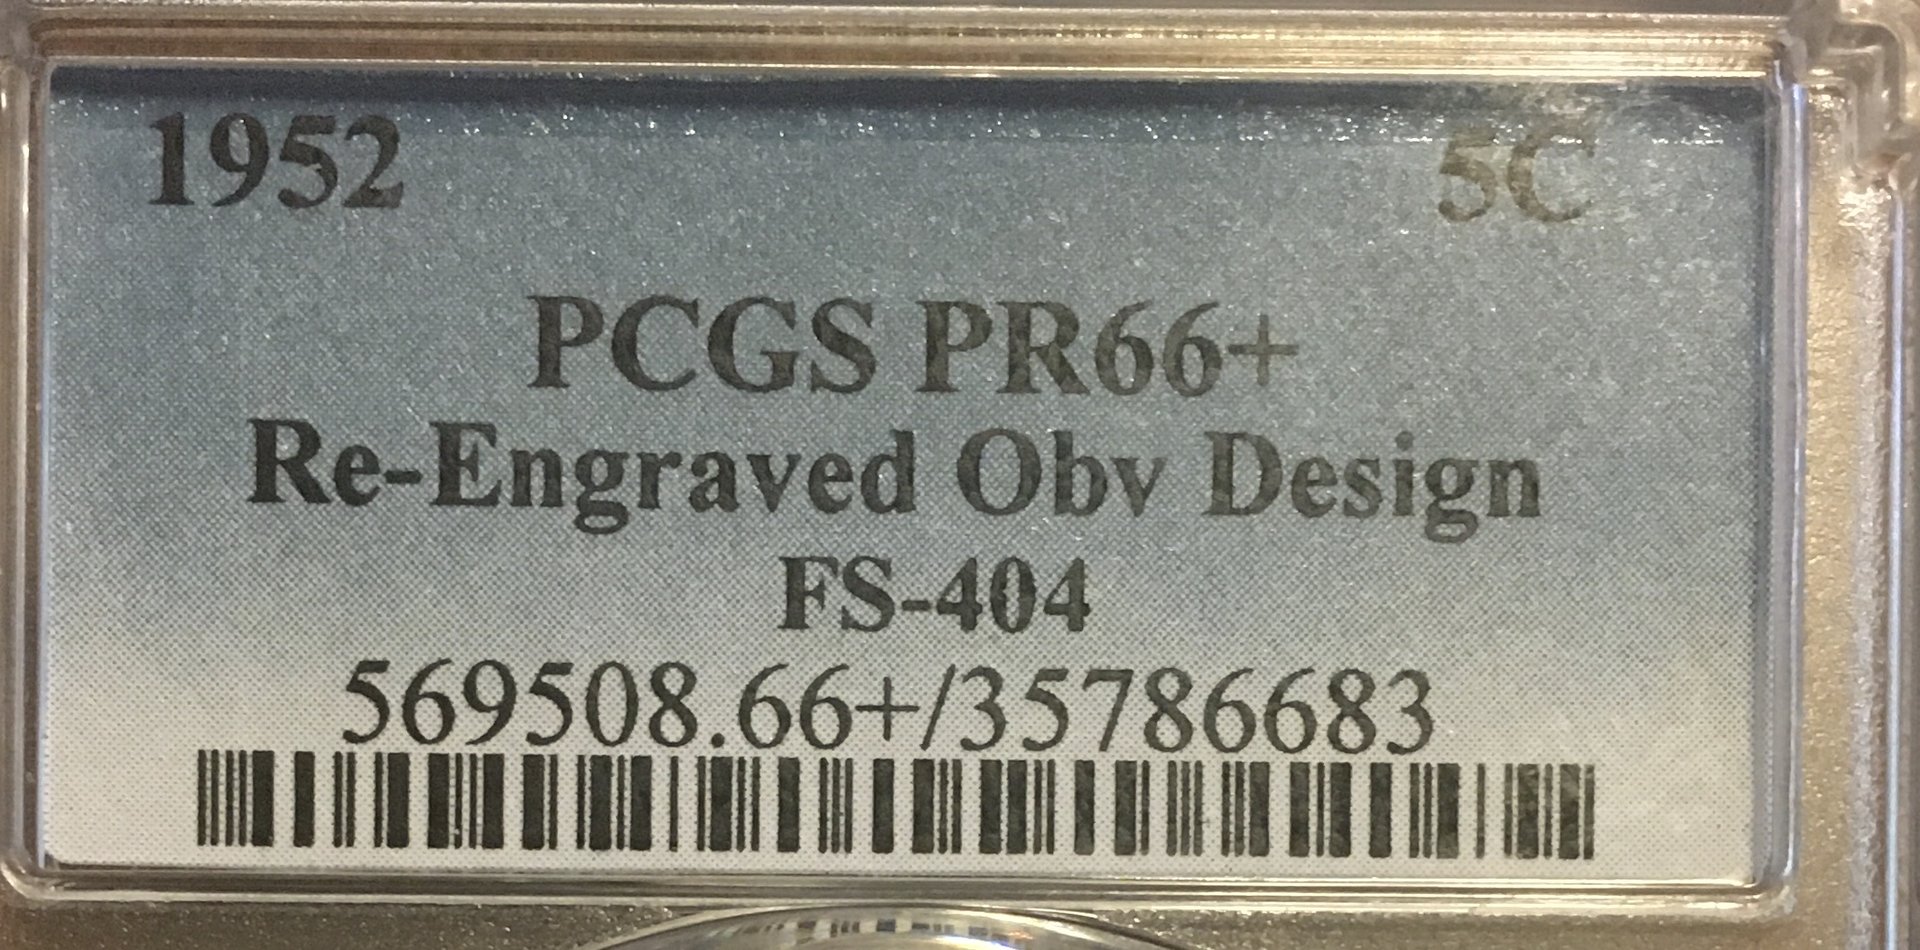 1952 5C
PCGS PR66+
Re-Engraved Obv Design
FS-404
569508.66+/35786683